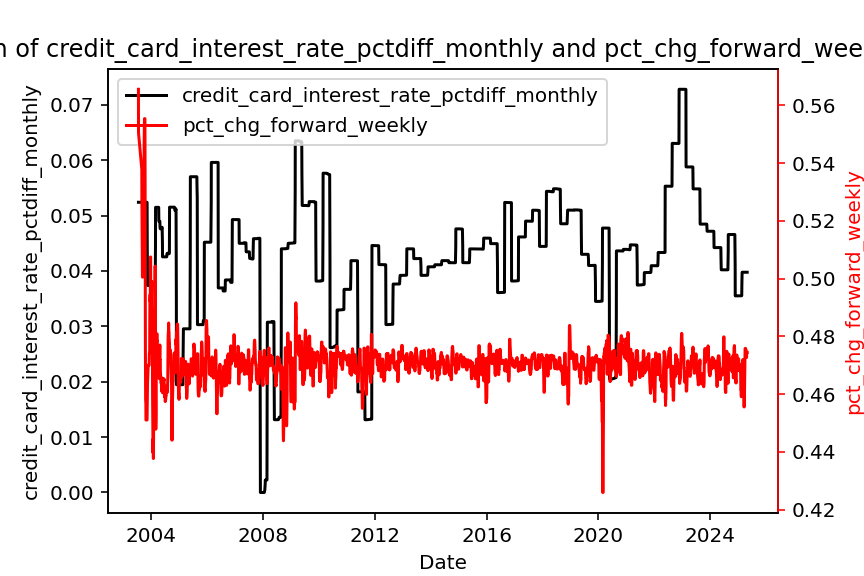 of credit_card_interest_rate_pctdiff_monthly and pct_chg_forward_wee
credit_card_interest_rate_pctdiff_monthly
pct_chg_forward_weekly
credit_card_interest_rate_pctdiff_monthly
0.07
0.06
0.05
0.04
0.03
0.02
0.01
0.00
0.56
0.54
0.52
0.50
0.48
0.46
0.44
0.42
pct_chg_forward_weekly
2004 2008 2012 2016 2020 2024
Date